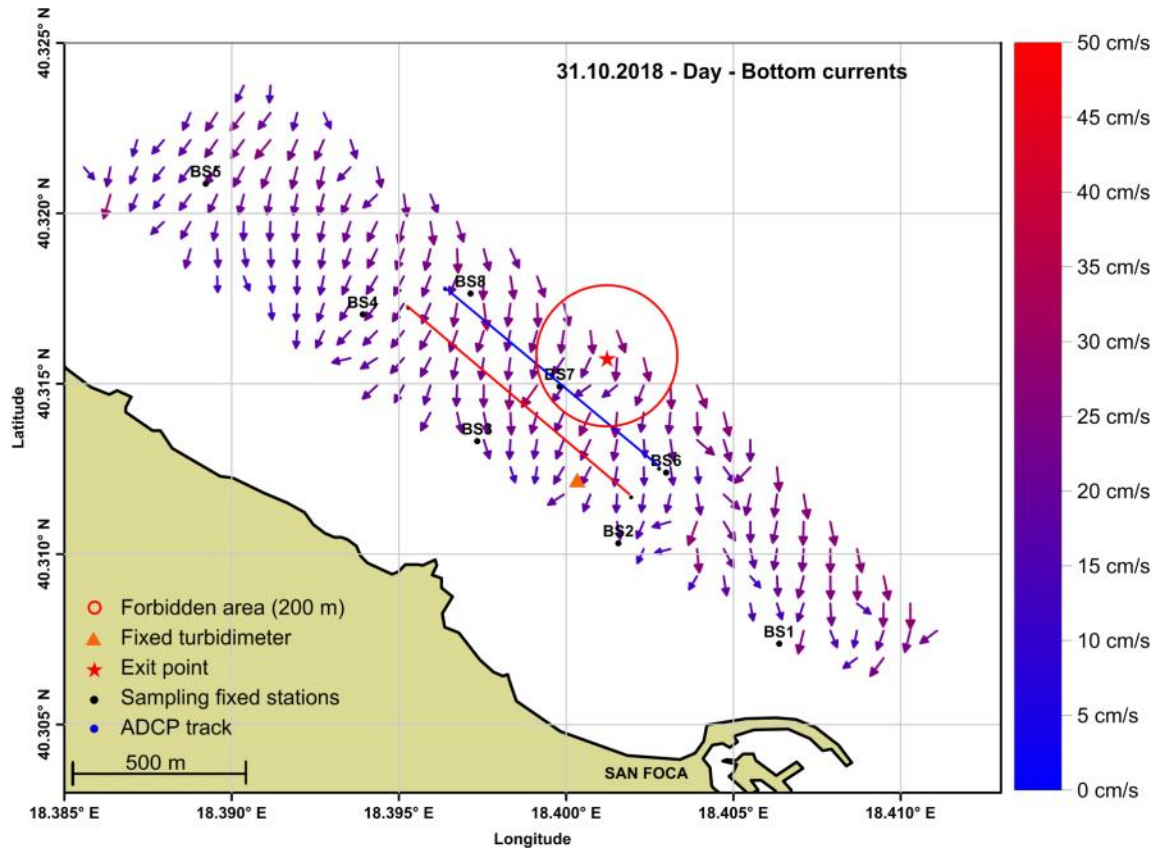 31.10.2018 - Day - Bottom currents
50 cm/s
45 cm/s
40 cm/s
35 cm/s
30 cm/s
25 cm/s
20 cm/s
15 cm/s
10 cm/s
5 cm/s
0 cm/s
Latitude
40.325° N
40.320° N
40.315° N
40.310° N
40.305° N
BS5
BS8
BS4
BS7
BS3
BS6
BS2
BS1
Forbidden area (200 m)
Fixed turbidimeter
Exit point
Sampling fixed stations
ADCP track
500 m
SAN FOCA
18.385° E
18.390° E
18.395° E
18.400° E
18.405° E
18.410° E
Longitude